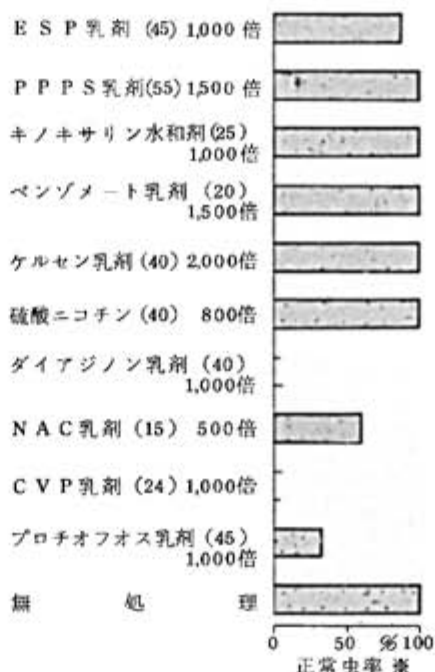 ESP乳剤 (45) 1,000 倍
PPPS乳剤(55) 1,500 倍
キノキサリン水和剤(25)
1,000倍
ベンゾメート乳剤 (20)
1,500倍
ケルセン乳剤 (40) 2,000倍
硫酸ニコチン (40) 800倍
ダイアジノン乳剤 (40)
1,000倍
NAC乳剤 (15) 500倍
CVP乳剤 (24) 1,000倍
プロチオフオス乳剤 (45)
1,000倍
無 処 理
0 50 % 100
正常虫率 ※